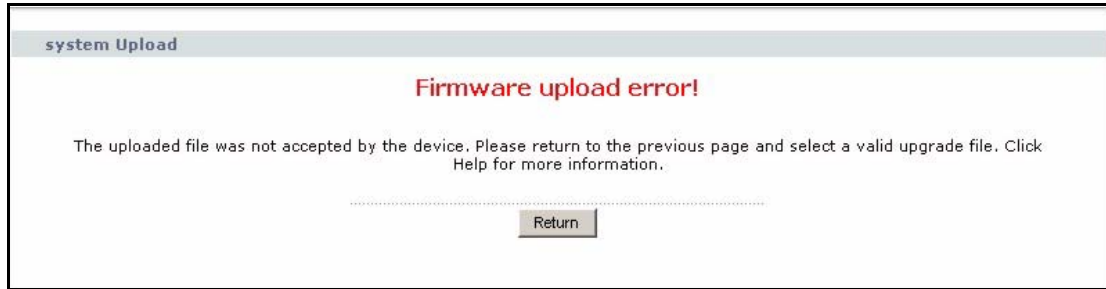 system Upload
Firmware upload error!
The uploaded file was not accepted by the device. Please return to the previous page and select a valid upgrade file. Click
Help for more information.
Return